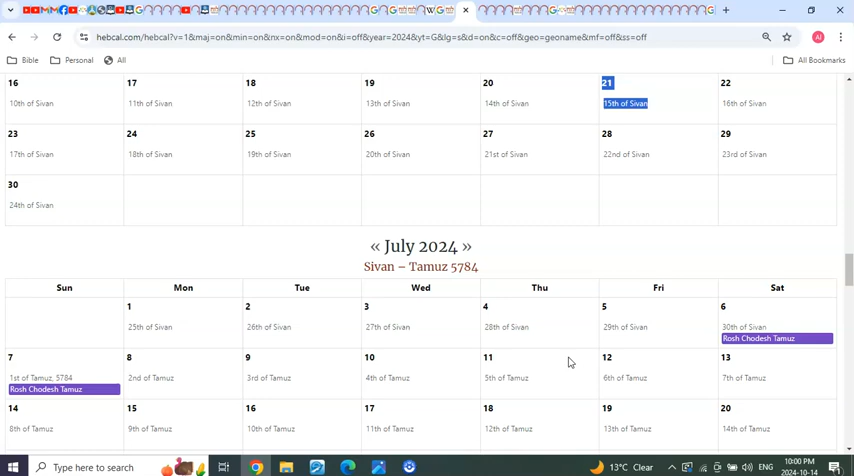 hebcal.com/hebcal?v=1&maj=on&min=on&nx=on&mod=on&i=off&year=2024&yt=G&lg=s&d=on&c=off&geo=geoname&mf=off&ss=off
Bible Personal All All Bookmarks
16 17 18 19 20 21 22
10th of Sivan 11th of Sivan 12th of Sivan 13th of Sivan 14th of Sivan 15th of Sivan 16th of Sivan
23 24 25 26 27 28 29
17th of Sivan 18th of Sivan 19th of Sivan 20th of Sivan 21st of Sivan 22nd of Sivan 23rd of Sivan
30
24th of Sivan
« July 2024 »
Sivan – Tamuz 5784
Sun Mon Tue Wed Thu Fri Sat
1 2 3 4 5 6
25th of Sivan 26th of Sivan 27th of Sivan 28th of Sivan 29th of Sivan 30th of Sivan
Rosh Chodesh Tamuz
7 8 9 10 11 12 13
1st of Tamuz, 5784 2nd of Tamuz 3rd of Tamuz 4th of Tamuz 5th of Tamuz 6th of Tamuz 7th of Tamuz
Rosh Chodesh Tamuz
14 15 16 17 18 19 20
8th of Tamuz 9th of Tamuz 10th of Tamuz 11th of Tamuz 12th of Tamuz 13th of Tamuz 14th of Tamuz
Type here to search 13°C Clear ENG 10:00 PM
2024-10-14